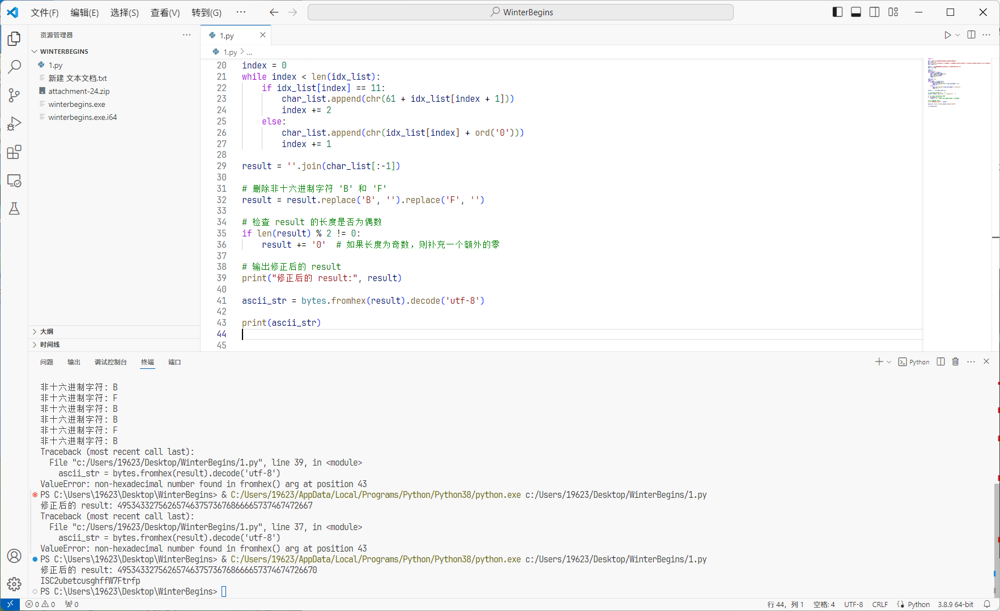 文件(F) 编辑(E) 选择(S) 查看(V) 转到(G) ··· WinterBegins
资源管理器 ···
WINTERBEGINS
1.py
新建 文本文档.txt
attachment-24.zip
winterbegins.exe
winterbegins.exe.i64
大纲
时间线
1.py
1.py > ...
20 index = 0
21 while index < len(idx_list):
22 if idx_list[index] == 11:
23 char_list.append(chr(61 + idx_list[index + 1]))
24 index += 2
25 else:
26 char_list.append(chr(idx_list[index] + ord('0')))
27 index += 1
28
29 result = ''.join(char_list[:-1])
30
31 # 删除非十六进制字符 'B' 和 'F'
32 result = result.replace('B', '').replace('F', '')
33
34 # 检查 result 的长度是否为偶数
35 if len(result) % 2 != 0:
36 result += '0' # 如果长度为奇数，则补充一个额外的零
37
38 # 输出修正后的 result
39 print("修正后的 result:", result)
40
41 ascii_str = bytes.fromhex(result).decode('utf-8')
42
43 print(ascii_str)
44
45
问题 输出 调试控制台 终端 端口 Python
非十六进制字符: B
非十六进制字符: F
非十六进制字符: B
非十六进制字符: B
非十六进制字符: F
非十六进制字符: B
Traceback (most recent call last):
File "c:/Users/19623/Desktop/WinterBegins/1.py", line 39, in <module>
ascii_str = bytes.fromhex(result).decode('utf-8')
ValueError: non-hexadecimal number found in fromhex() arg at position 43
PS C:\Users\19623\Desktop\WinterBegins> & C:/Users/19623/AppData/Local/Programs/Python/Python38/python.exe c:/Users/19623/Desktop/WinterBegins/1.py
修正后的 result: 4953433275626574637573676866665737467472667
Traceback (most recent call last):
File "c:/Users/19623/Desktop/WinterBegins/1.py", line 37, in <module>
ascii_str = bytes.fromhex(result).decode('utf-8')
ValueError: non-hexadecimal number found in fromhex() arg at position 43
PS C:\Users\19623\Desktop\WinterBegins> & C:/Users/19623/AppData/Local/Programs/Python/Python38/python.exe c:/Users/19623/Desktop/WinterBegins/1.py
修正后的 result: 49534332756265746375736768666657374674726670
ISC2ubetcusghffW7Ftrfp
PS C:\Users\19623\Desktop\WinterBegins>
0 0 0 行 44，列 1 空格: 4 UTF-8 CRLF Python 3.8.9 64-bit